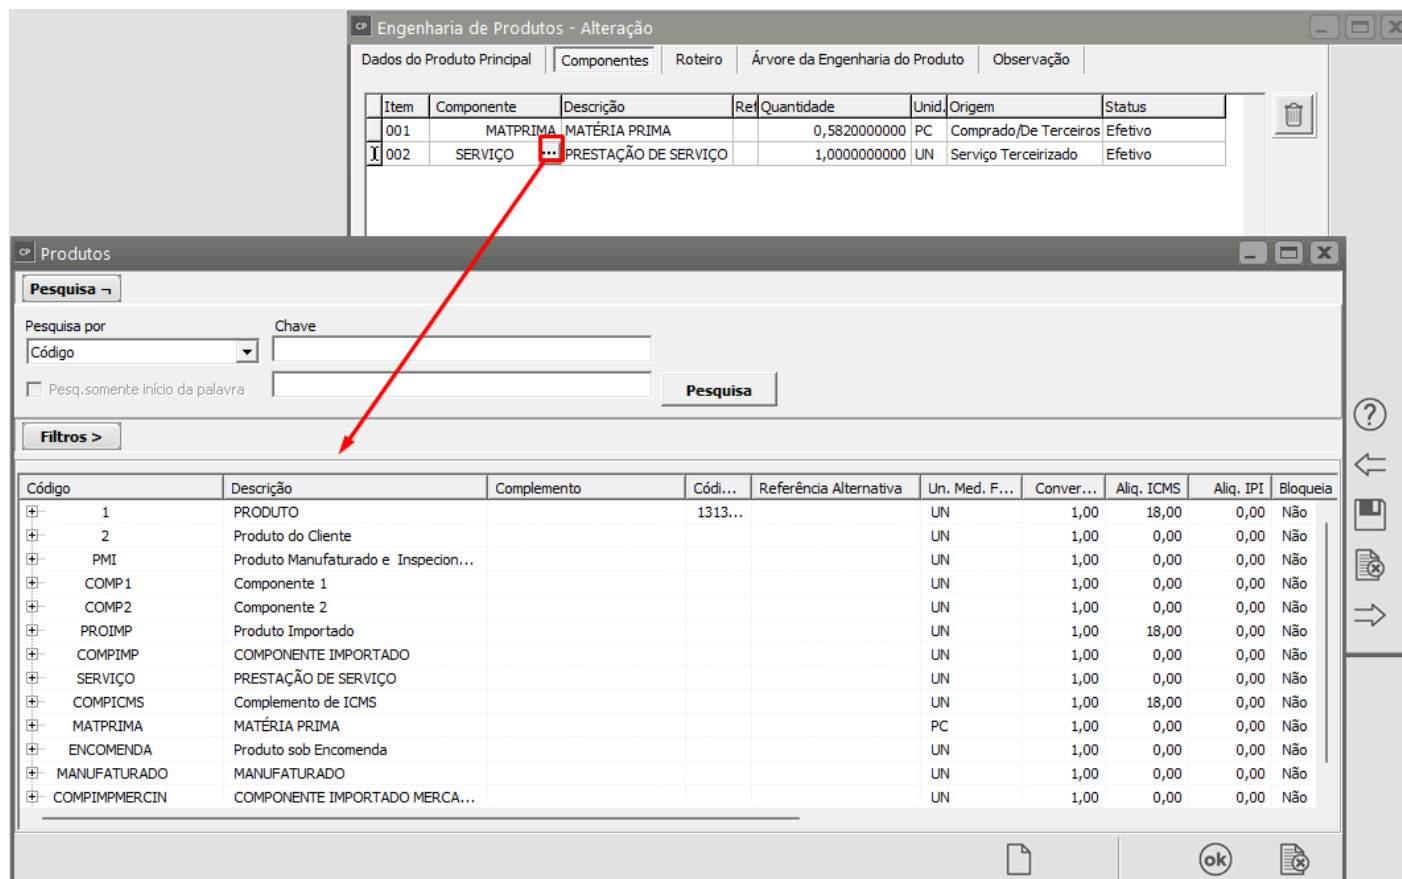 CP Engenharia de Produtos - Alteração
Dados do Produto Principal Componentes Roteiro Árvore da Engenharia do Produto Observação
Item Componente Descrição Ref Quantidade Unid. Origem Status
001 MATPRIMA MATÉRIA PRIMA 0,5820000000 PC Comprado/De Terceiros Efetivo
002 SERVIÇO ... PRESTAÇÃO DE SERVIÇO 1,0000000000 UN Serviço Terceirizado Efetivo
CP Produtos
Pesquisa ¬
Pesquisa por Chave
Código
Pesq.somente início da palavra Pesquisa
Filtros >
Código Descrição Complemento Códi... Referência Alternativa Un. Med. F... Conver... Aliq. ICMS Aliq. IPI Bloqueia
1 PRODUTO 1313... UN 1,00 18,00 0,00 Não
2 Produto do Cliente UN 1,00 0,00 0,00 Não
PMI Produto Manufaturado e Inspecion... UN 1,00 0,00 0,00 Não
COMP1 Componente 1 UN 1,00 0,00 0,00 Não
COMP2 Componente 2 UN 1,00 0,00 0,00 Não
PROIMP Produto Importado UN 1,00 18,00 0,00 Não
COMPIMP COMPONENTE IMPORTADO UN 1,00 0,00 0,00 Não
SERVIÇO PRESTAÇÃO DE SERVIÇO UN 1,00 0,00 0,00 Não
COMPICMS Complemento de ICMS UN 1,00 18,00 0,00 Não
MATPRIMA MATÉRIA PRIMA PC 1,00 0,00 0,00 Não
ENCOMENDA Produto sob Encomenda UN 1,00 0,00 0,00 Não
MANUFATURADO MANUFATURADO UN 1,00 0,00 0,00 Não
COMPIMPMERCIN COMPONENTE IMPORTADO MERCA... UN 1,00 0,00 0,00 Não
ok